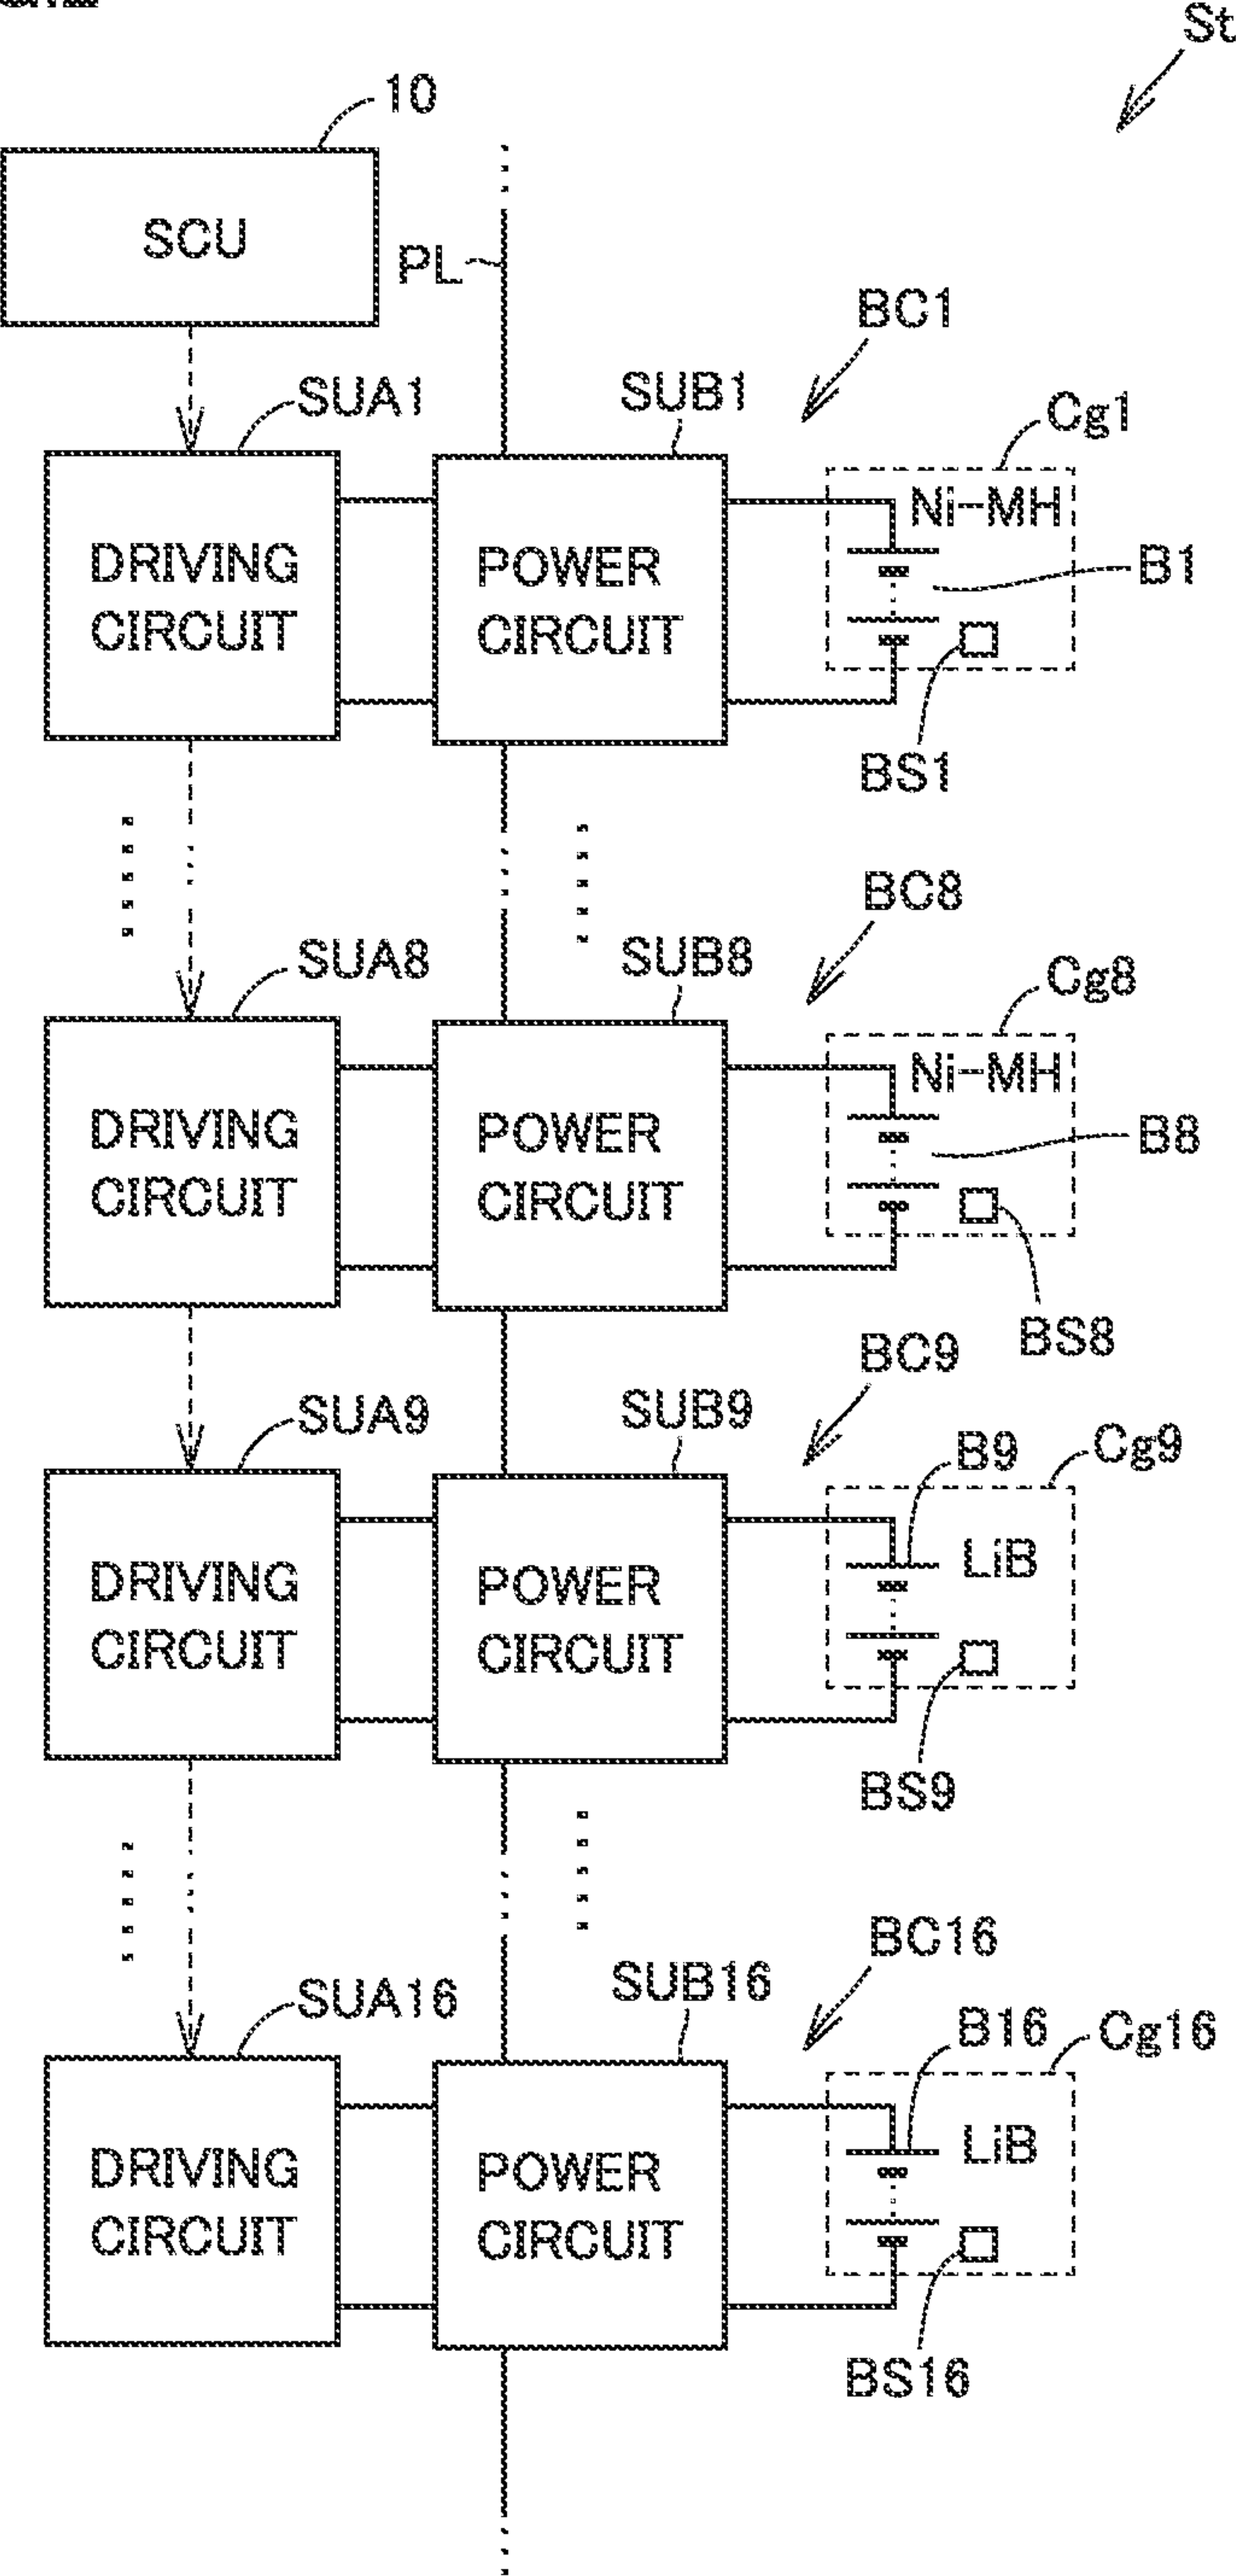 St
10
SCU
PL
BC1
SUA1
SUB1
Cg1
DRIVING
CIRCUIT
POWER
CIRCUIT
Ni-MH
B1
BS1
BC8
SUA8
SUB8
Cg8
DRIVING
CIRCUIT
POWER
CIRCUIT
Ni-MH
B8
BS8
BC9
SUA9
SUB9
B9
Cg9
DRIVING
CIRCUIT
POWER
CIRCUIT
LiB
BS9
BC16
SUA16
SUB16
B16
Cg16
DRIVING
CIRCUIT
POWER
CIRCUIT
LiB
BS16